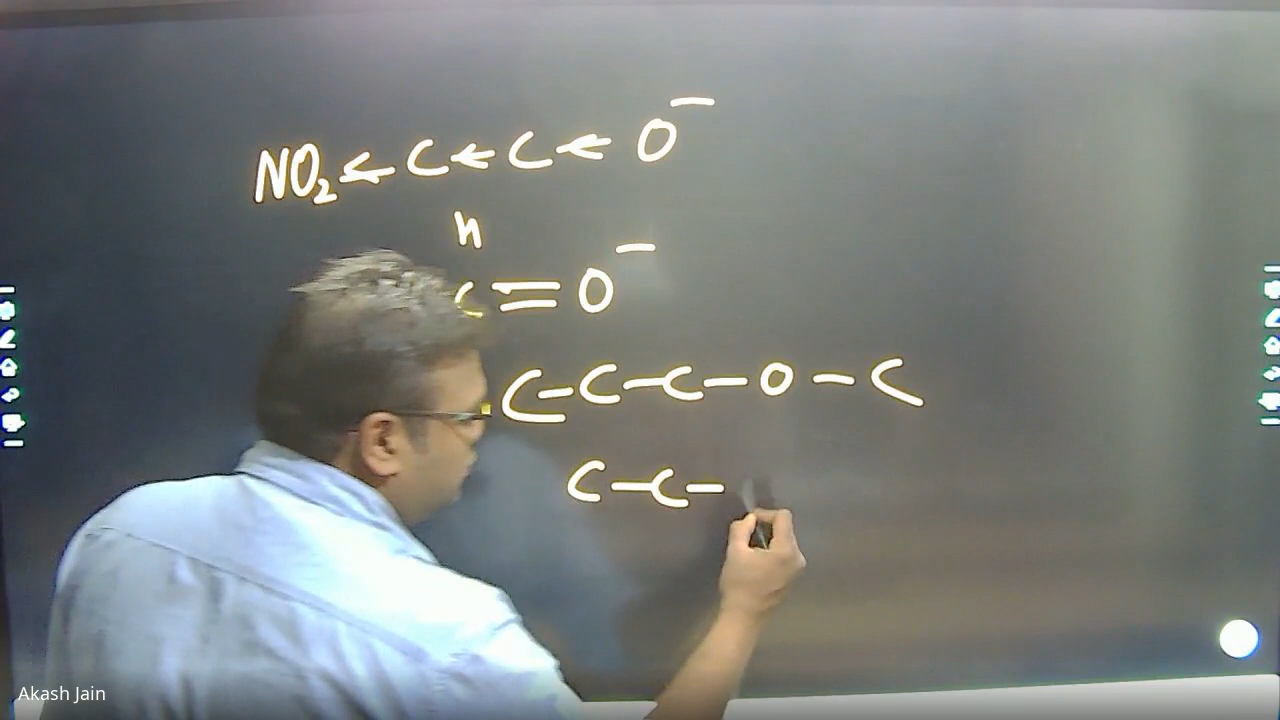 NO₂ ← C ← C ← O⁻
H
C = O⁻
C - C - C - O - C
C - C -
Akash Jain